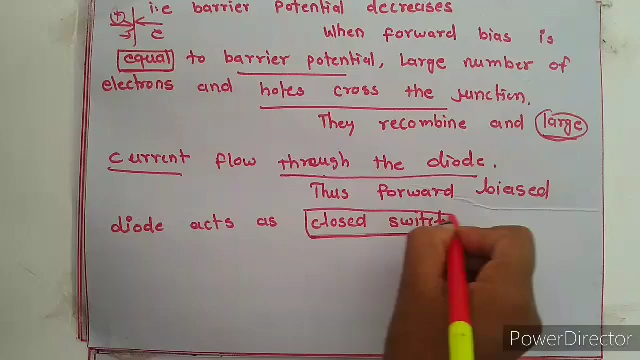 i.e barrier potential decreases
When forward bias is
equal to barrier potential, large number of
electrons and holes cross the junction.
They recombine and large
current flow through the diode.
Thus forward biased
diode acts as closed switch
PowerDirector